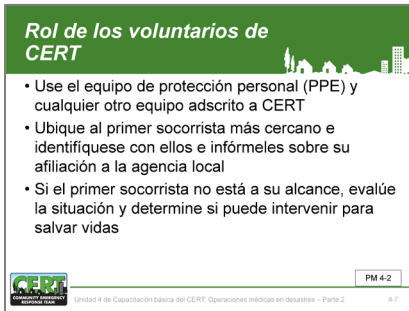 Rol de los voluntarios de
CERT
• Use el equipo de protección personal (PPE) y
cualquier otro equipo adscrito a CERT
• Ubique al primer socorrista más cercano e
identifíquese con ellos e infórmeles sobre su
afiliación a la agencia local
• Si el primer socorrista no está a su alcance, evalúe
la situación y determine si puede intervenir para
salvar vidas
PM 4-2
CERT
COMMUNITY EMERGENCY
RESPONSE TEAM
Unidad 4 de Capacitación básica del CERT: Operaciones médicas en desastres – Parte 2
4-7